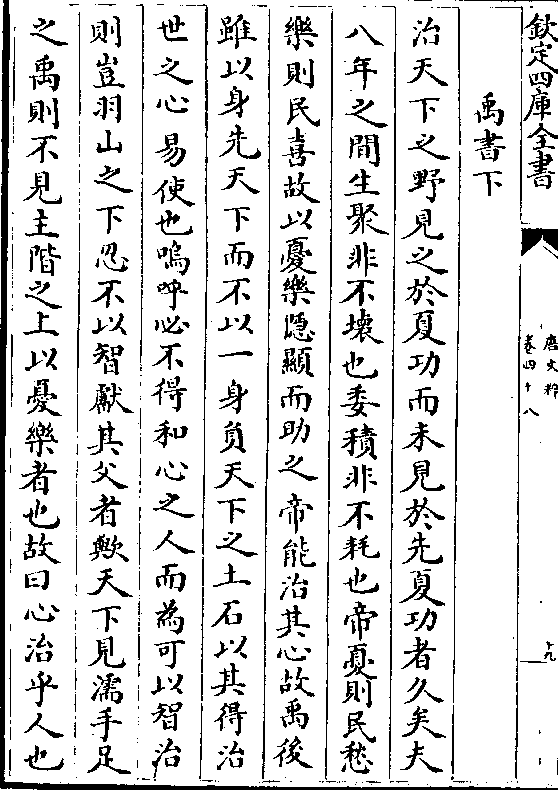 欽定四庫全書
唐文粹
卷四十八
十九
禹書下
治天下之野見之於夏功而未見於先夏功者久矣夫
八年之間生聚非不壞也委積非不耗也帝憂則民愁
樂則民喜故以憂樂隱顯而助之帝能治其心故禹後
雖以身先天下而不以一身負天下之土石以其得治
世之心易使也嗚呼必不得和心之人而為可以智治
則豈羽山之下忍不以智獻其父者歟天下見濡手足
之禹則不見主階之上以憂樂者也故曰心治乎人也